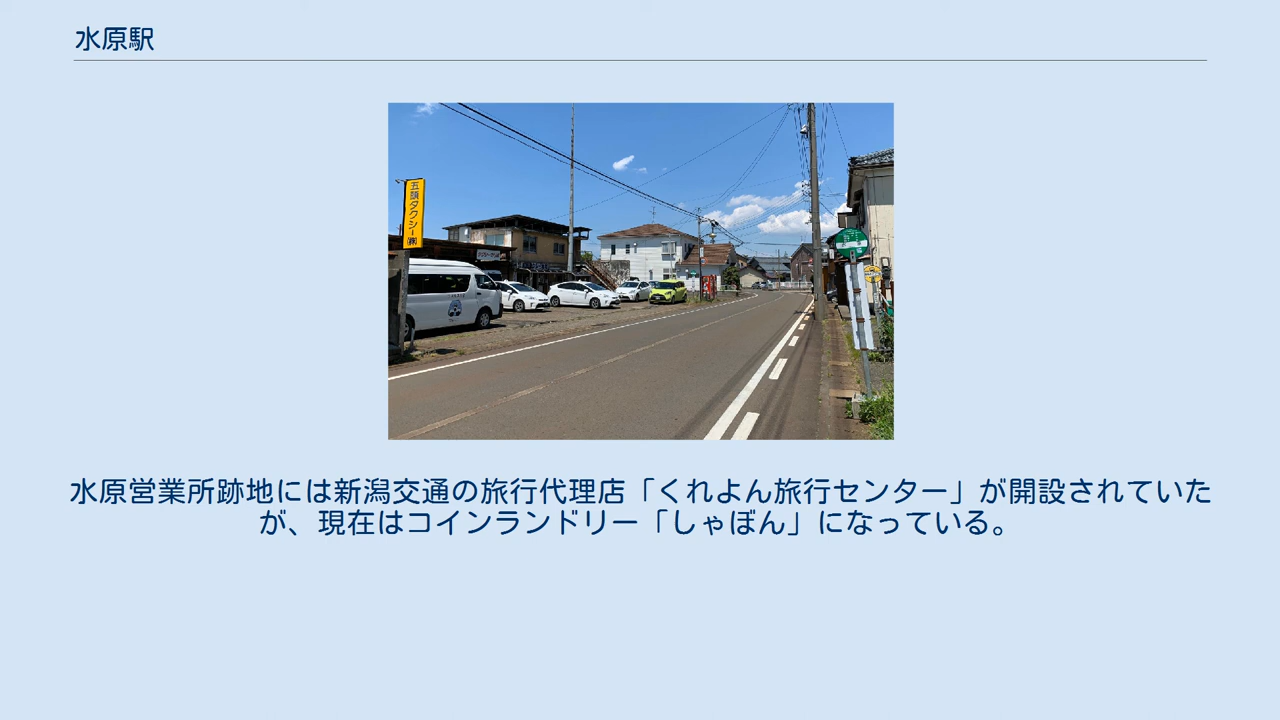 水原駅
五頭タクシー㈱
水原営業所跡地には新潟交通の旅行代理店「くれよん旅行センター」が開設されていた
が、現在はコインランドリー「しゃぼん」になっている。